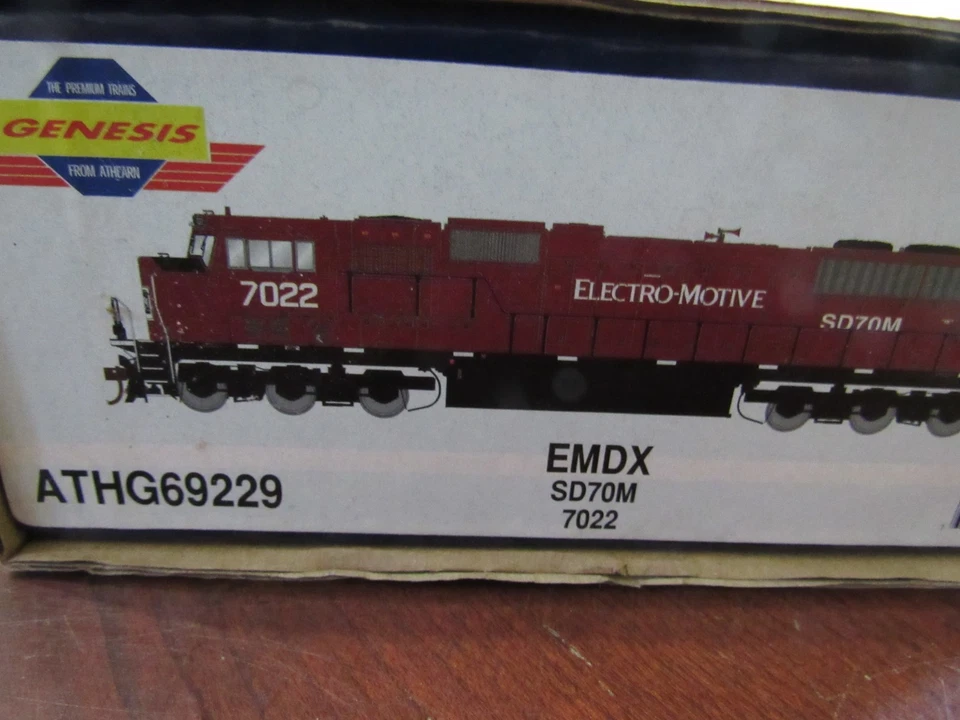 THE PREMIUM TRAINS
GENESIS
FROM ATHEARN
7022
ELECTRO-MOTIVE
SD70M
ATHG69229
EMDX
SD70M
7022